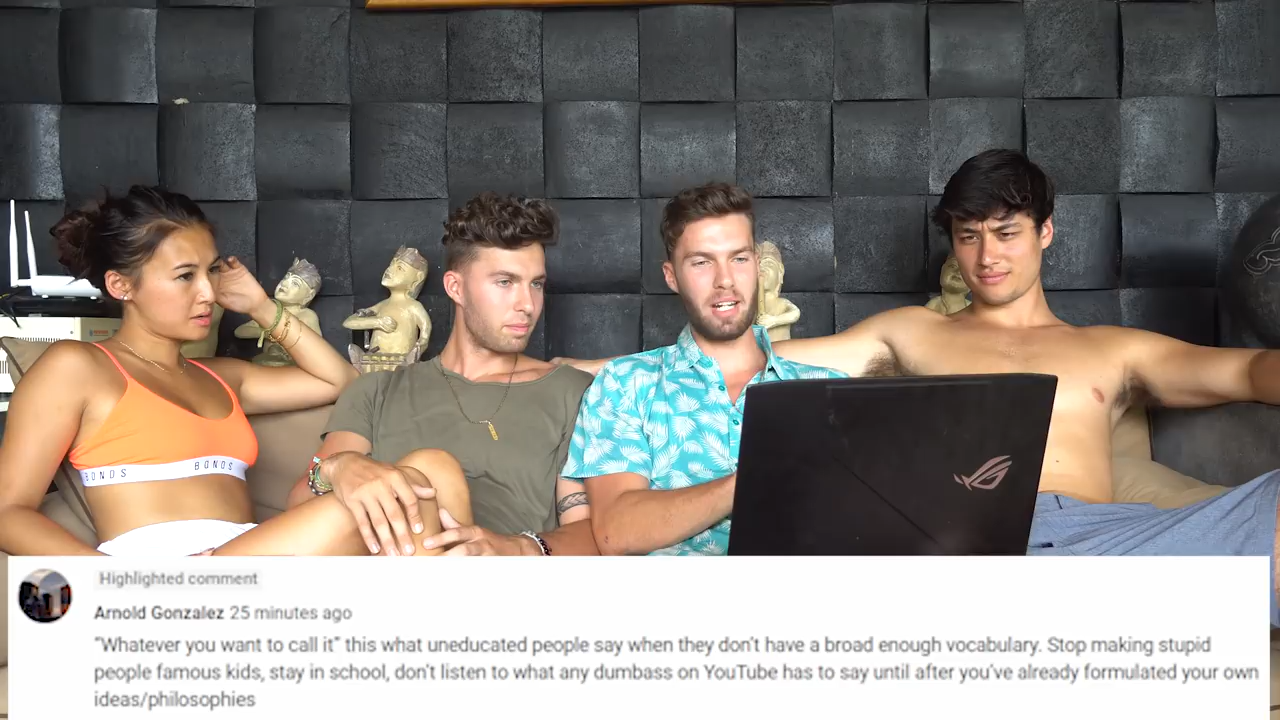 BONDS BONDS
Highlighted comment
Arnold Gonzalez 25 minutes ago
“Whatever you want to call it” this what uneducated people say when they don’t have a broad enough vocabulary. Stop making stupid
people famous kids, stay in school, don’t listen to what any dumbass on YouTube has to say until after you’ve already formulated your own
ideas/philosophies